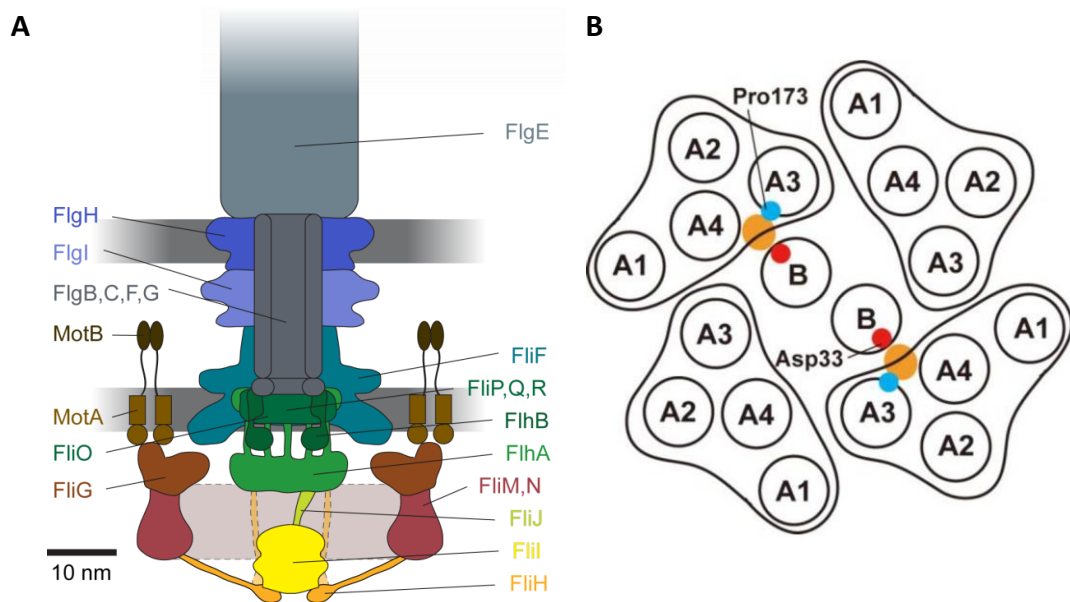 A
FlgE
FlgH
FlgI
FlgB,C,F,G
MotB
FliF
FliP,Q,R
MotA
FlhB
FliO
FlhA
FliG
FliM,N
FliJ
FliI
FliH
10 nm
B
Pro173
A1
A2
A3
A4
A2
A4
A1
B
A3
B
A1
A3
Asp33
A4
A2
A4
A3
A2
A1